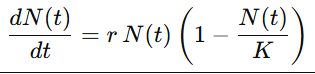 dN(t)/dt = r N(t) (1 − N(t)/K)